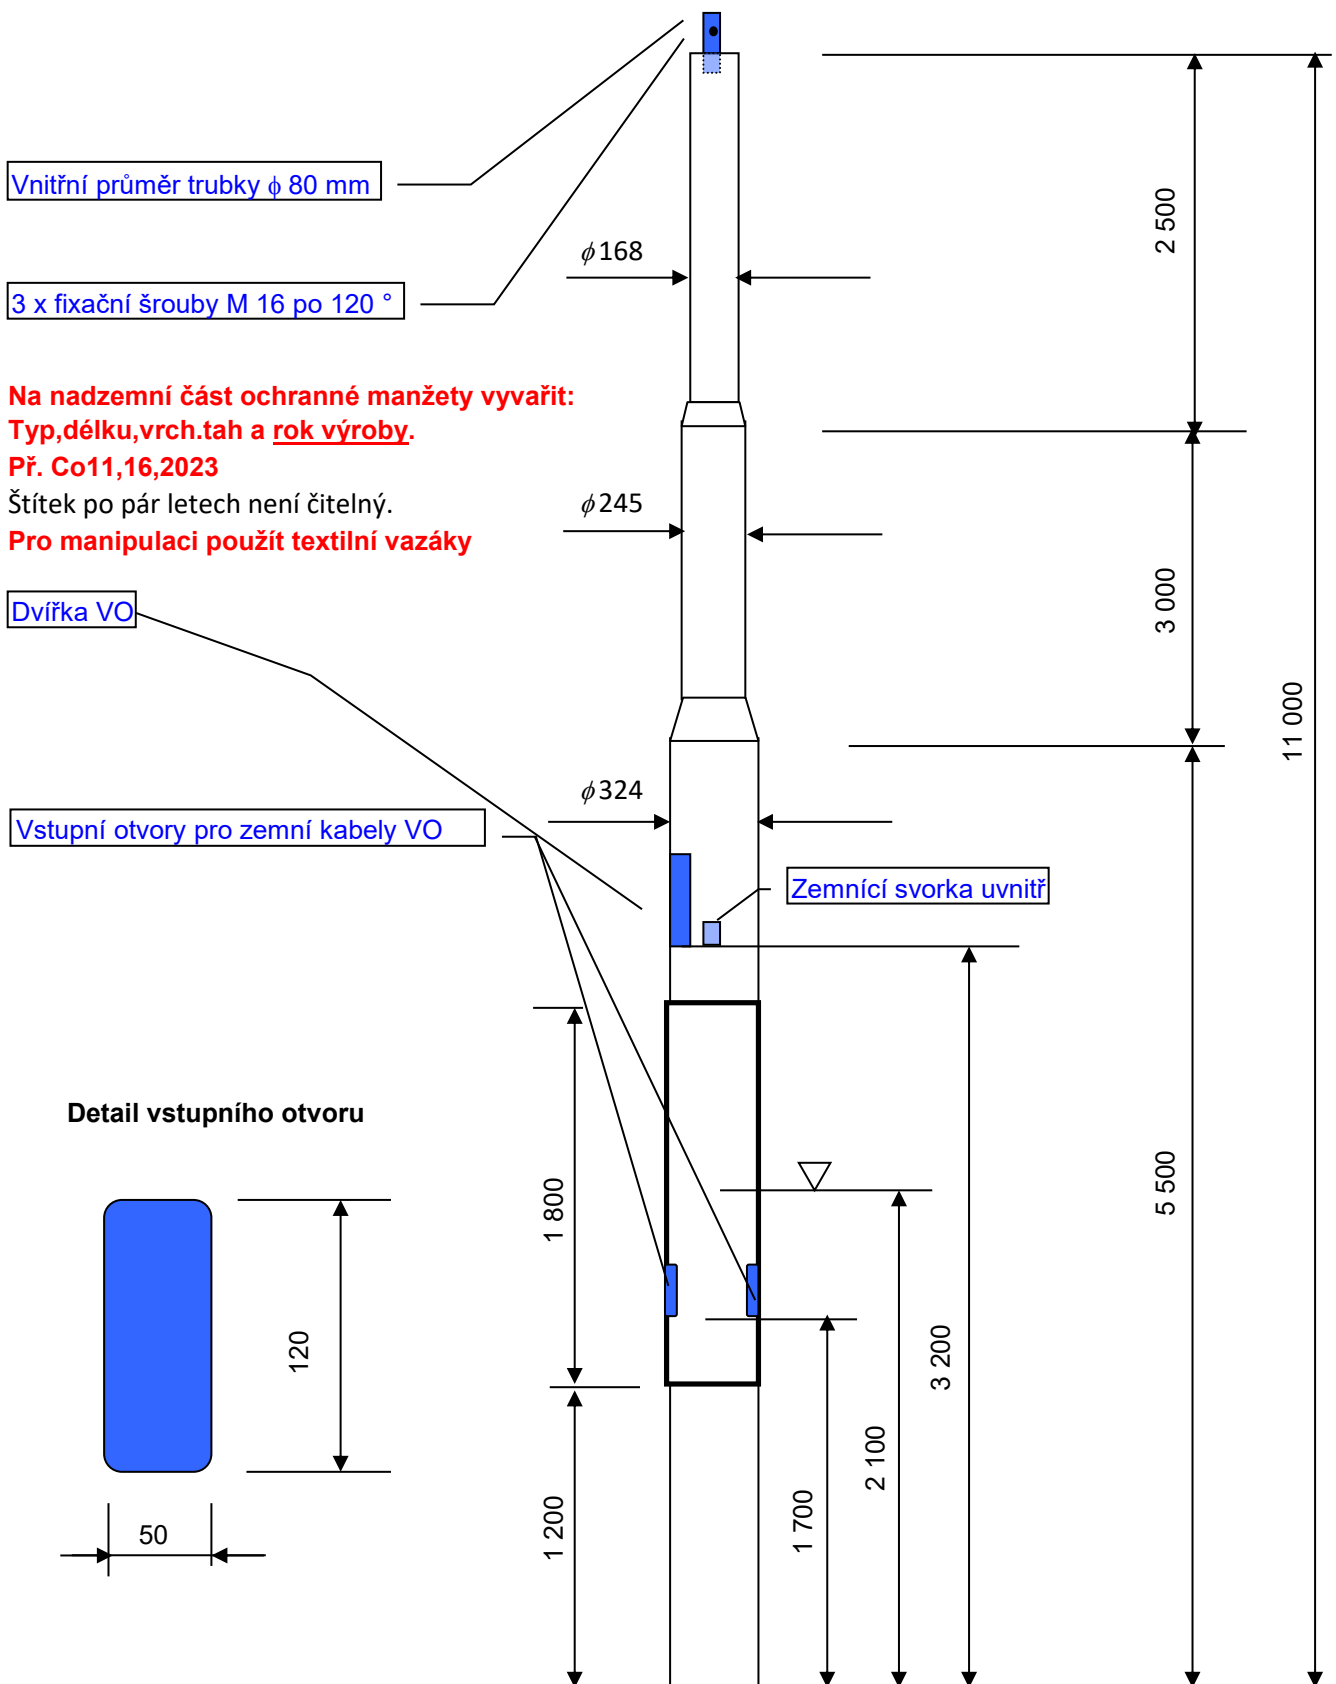 Vnitřní průměr trubky ϕ 80 mm
2 500
ϕ168
3 x fixační šrouby M 16 po 120 °
Na nadzemní část ochranné manžety vyvařit:
Typ,délku,vrch.tah a rok výroby.
Př. Co11,16,2023
Štítek po pár letech není čitelný.
Pro manipulaci použít textilní vazáky
ϕ245
3 000
Dvířka VO
11 000
ϕ324
Vstupní otvory pro zemní kabely VO
Zemnící svorka uvnitř
Detail vstupního otvoru
5 500
1 800
120
3 200
2 100
1 700
1 200
50